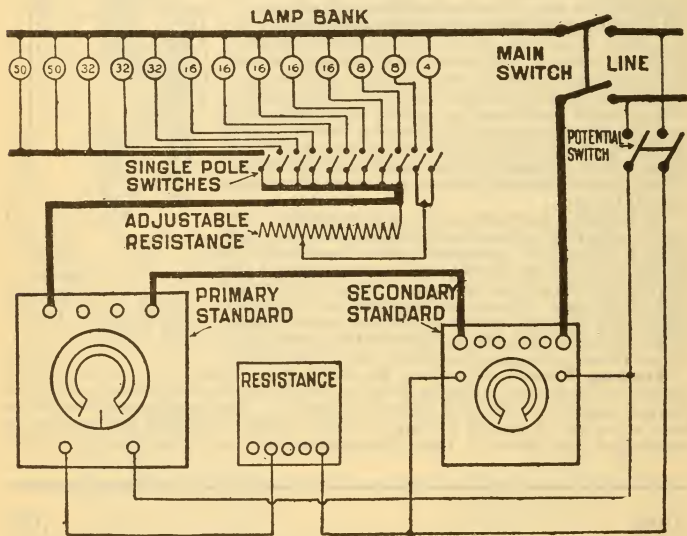 LAMP BANK
50 50 32 32 32 16 16 16 16 16 8 8 4
MAIN
SWITCH
LINE
POTENTIAL
SWITCH
SINGLE POLE
SWITCHES
ADJUSTABLE
RESISTANCE
PRIMARY
STANDARD
SECONDARY
STANDARD
RESISTANCE